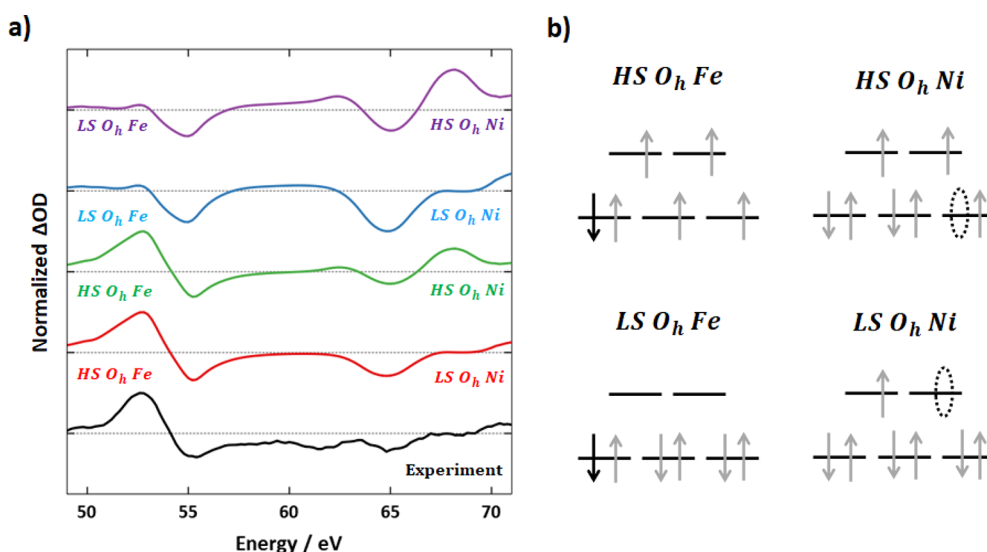 a)
b)
Normalized ΔOD
LS Oₕ Fe
HS Oₕ Ni
LS Oₕ Fe
LS Oₕ Ni
HS Oₕ Fe
HS Oₕ Ni
HS Oₕ Fe
LS Oₕ Ni
Experiment
50 55 60 65 70
Energy / eV
HS Oₕ Fe
HS Oₕ Ni
LS Oₕ Fe
LS Oₕ Ni